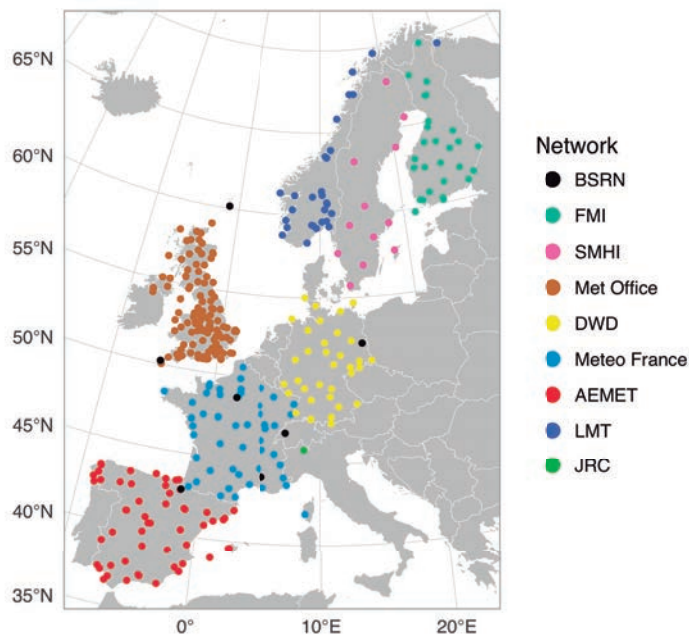 65°N
60°N
55°N
50°N
45°N
40°N
35°N
0°
10°E
20°E
Network
BSRN
FMI
SMHI
Met Office
DWD
Meteo France
AEMET
LMT
JRC